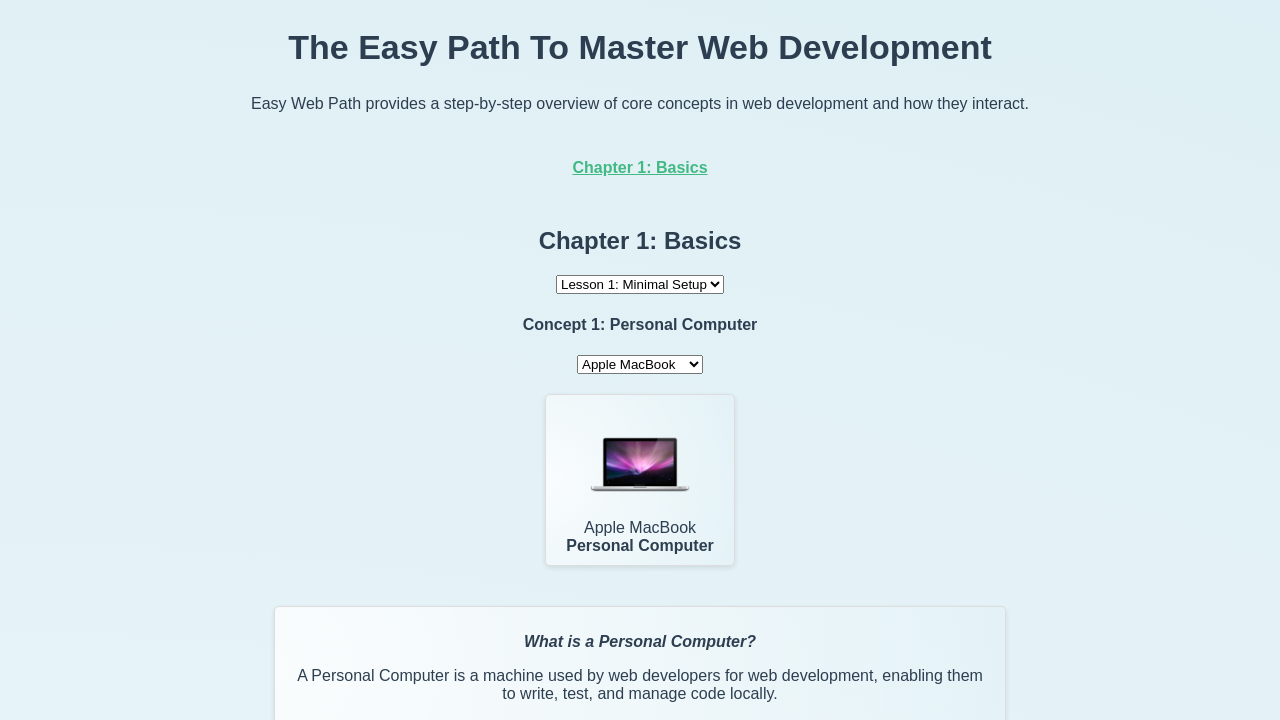 The Easy Path To Master Web Development
Easy Web Path provides a step-by-step overview of core concepts in web development and how they interact.
Chapter 1: Basics
Chapter 1: Basics
Lesson 1: Minimal Setup
Concept 1: Personal Computer
Apple MacBook
Apple MacBook
Personal Computer
What is a Personal Computer?
A Personal Computer is a machine used by web developers for web development, enabling them
to write, test, and manage code locally.